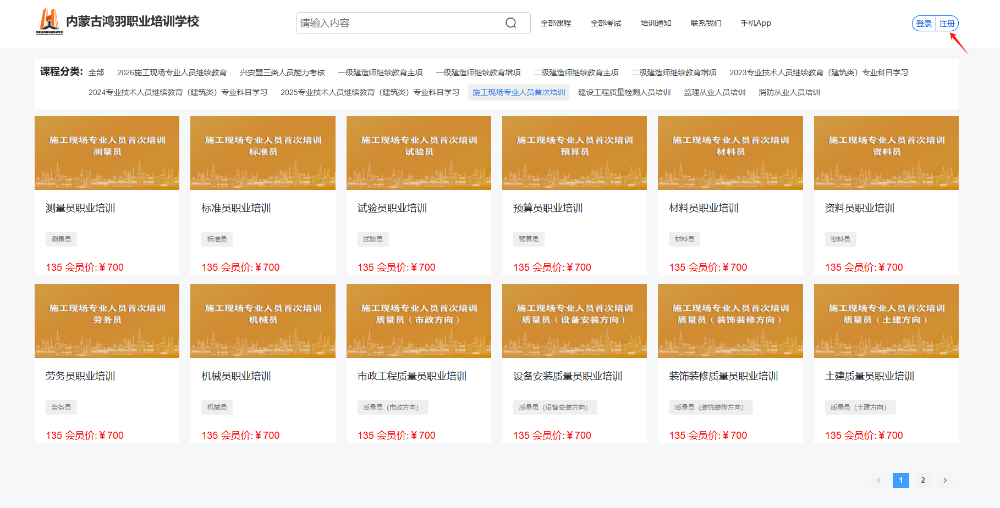 内蒙古鸿羽职业培训学校
请输入内容
全部课程
全部考试
培训通知
联系我们
手机App
登录
注册
课程分类: 全部 2026施工现场专业人员继续教育 兴安盟三类人员能力考核 一级建造师继续教育主项 一级建造师继续教育增项 二级建造师继续教育主项 二级建造师继续教育增项 2023专业技术人员继续教育（建筑类）专业科目学习
2024专业技术人员继续教育（建筑类）专业科目学习 2025专业技术人员继续教育（建筑类）专业科目学习 施工现场专业人员首次培训 建设工程质量检测人员培训 监理从业人员培训 消防从业人员培训
施工现场专业人员首次培训
测量员
测量员职业培训
测量员
135 会员价:¥700
施工现场专业人员首次培训
标准员
标准员职业培训
标准员
135 会员价:¥700
施工现场专业人员首次培训
试验员
试验员职业培训
试验员
135 会员价:¥700
施工现场专业人员首次培训
预算员
预算员职业培训
预算员
135 会员价:¥700
施工现场专业人员首次培训
材料员
材料员职业培训
材料员
135 会员价:¥700
施工现场专业人员首次培训
资料员
资料员职业培训
资料员
135 会员价:¥700
施工现场专业人员首次培训
劳务员
劳务员职业培训
劳务员
135 会员价:¥700
施工现场专业人员首次培训
机械员
机械员职业培训
机械员
135 会员价:¥700
施工现场专业人员首次培训
质量员（市政方向）
市政工程质量员职业培训
质量员（市政方向）
135 会员价:¥700
施工现场专业人员首次培训
质量员（设备安装方向）
设备安装质量员职业培训
质量员（设备安装方向）
135 会员价:¥700
施工现场专业人员首次培训
质量员（装饰装修方向）
装饰装修质量员职业培训
质量员（装饰装修方向）
135 会员价:¥700
施工现场专业人员首次培训
质量员（土建方向）
土建质量员职业培训
质量员（土建方向）
135 会员价:¥700
1 2